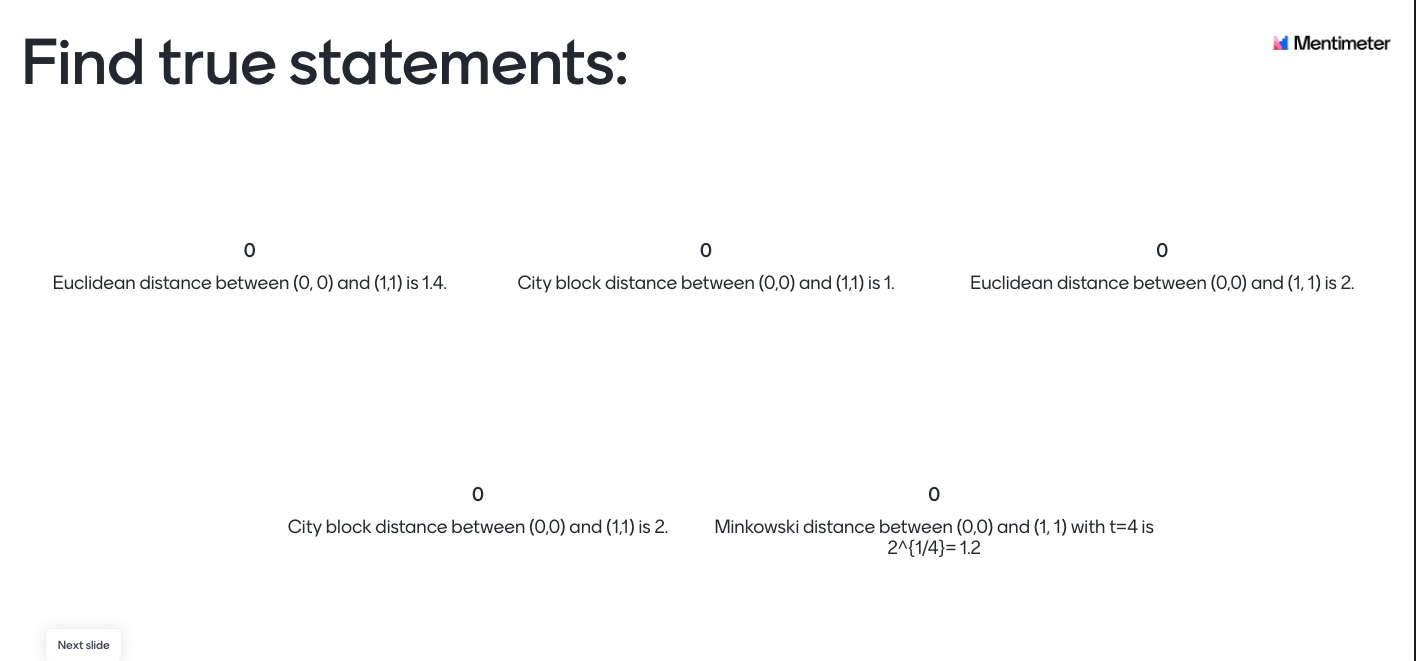 Find true statements:
Mentimeter
0
Euclidean distance between (0, 0) and (1,1) is 1.4.
0
City block distance between (0,0) and (1,1) is 1.
0
Euclidean distance between (0,0) and (1, 1) is 2.
0
City block distance between (0,0) and (1,1) is 2.
0
Minkowski distance between (0,0) and (1, 1) with t=4 is
2^{1/4}= 1.2
Next slide